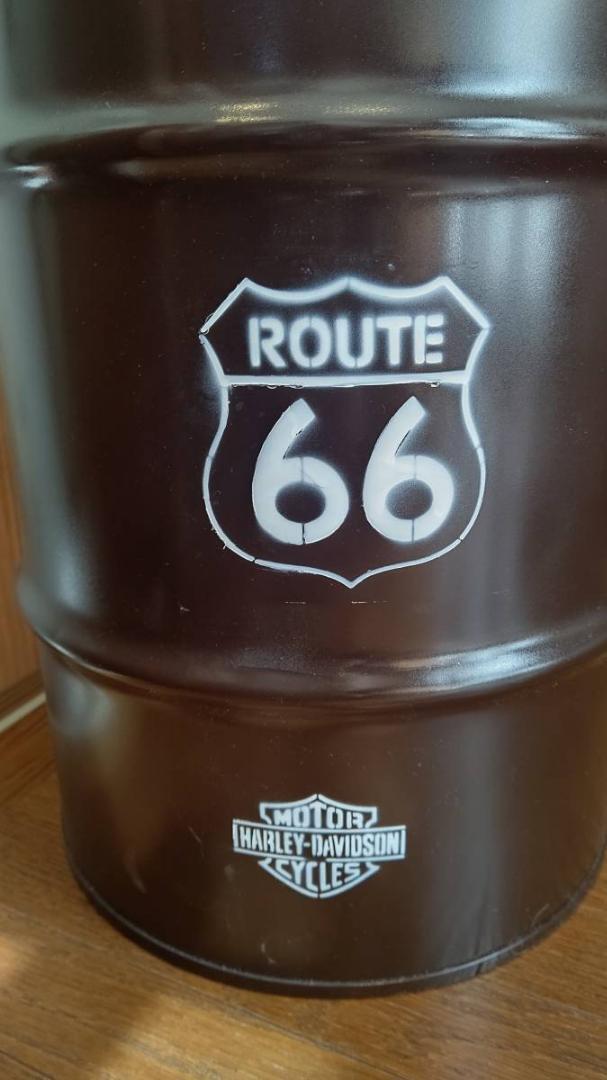 ROUTE
66
MOTOR
HARLEY-DAVIDSON
CYCLES